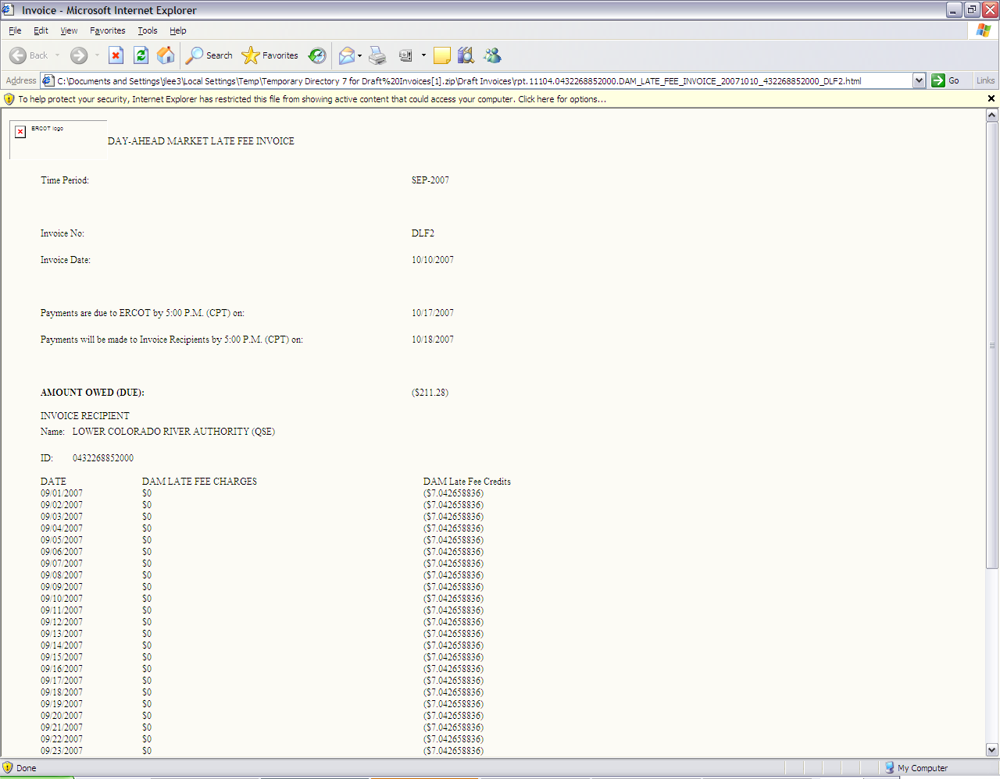 Invoice - Microsoft Internet Explorer
File Edit View Favorites Tools Help
Back Search Favorites
Address C:\Documents and Settings\jlee3\Local Settings\Temp\Temporary Directory 7 for Draft%20Invoices[1].zip\Draft Invoices\rpt.11104.0432268852000.DAM_LATE_FEE_INVOICE_20071010_432268852000_DLF2.html Go Links
To help protect your security, Internet Explorer has restricted this file from showing active content that could access your computer. Click here for options...
ERCOT logo
DAY-AHEAD MARKET LATE FEE INVOICE
Time Period: SEP-2007
Invoice No: DLF2
Invoice Date: 10/10/2007
Payments are due to ERCOT by 5:00 P.M. (CPT) on: 10/17/2007
Payments will be made to Invoice Recipients by 5:00 P.M. (CPT) on: 10/18/2007
AMOUNT OWED (DUE): ($211.28)
INVOICE RECIPIENT
Name: LOWER COLORADO RIVER AUTHORITY (QSE)
ID: 0432268852000
DATE DAM LATE FEE CHARGES DAM Late Fee Credits
09/01/2007 $0 ($7.042658836)
09/02/2007 $0 ($7.042658836)
09/03/2007 $0 ($7.042658836)
09/04/2007 $0 ($7.042658836)
09/05/2007 $0 ($7.042658836)
09/06/2007 $0 ($7.042658836)
09/07/2007 $0 ($7.042658836)
09/08/2007 $0 ($7.042658836)
09/09/2007 $0 ($7.042658836)
09/10/2007 $0 ($7.042658836)
09/11/2007 $0 ($7.042658836)
09/12/2007 $0 ($7.042658836)
09/13/2007 $0 ($7.042658836)
09/14/2007 $0 ($7.042658836)
09/15/2007 $0 ($7.042658836)
09/16/2007 $0 ($7.042658836)
09/17/2007 $0 ($7.042658836)
09/18/2007 $0 ($7.042658836)
09/19/2007 $0 ($7.042658836)
09/20/2007 $0 ($7.042658836)
09/21/2007 $0 ($7.042658836)
09/22/2007 $0 ($7.042658836)
09/23/2007 $0 ($7.042658836)
Done My Computer